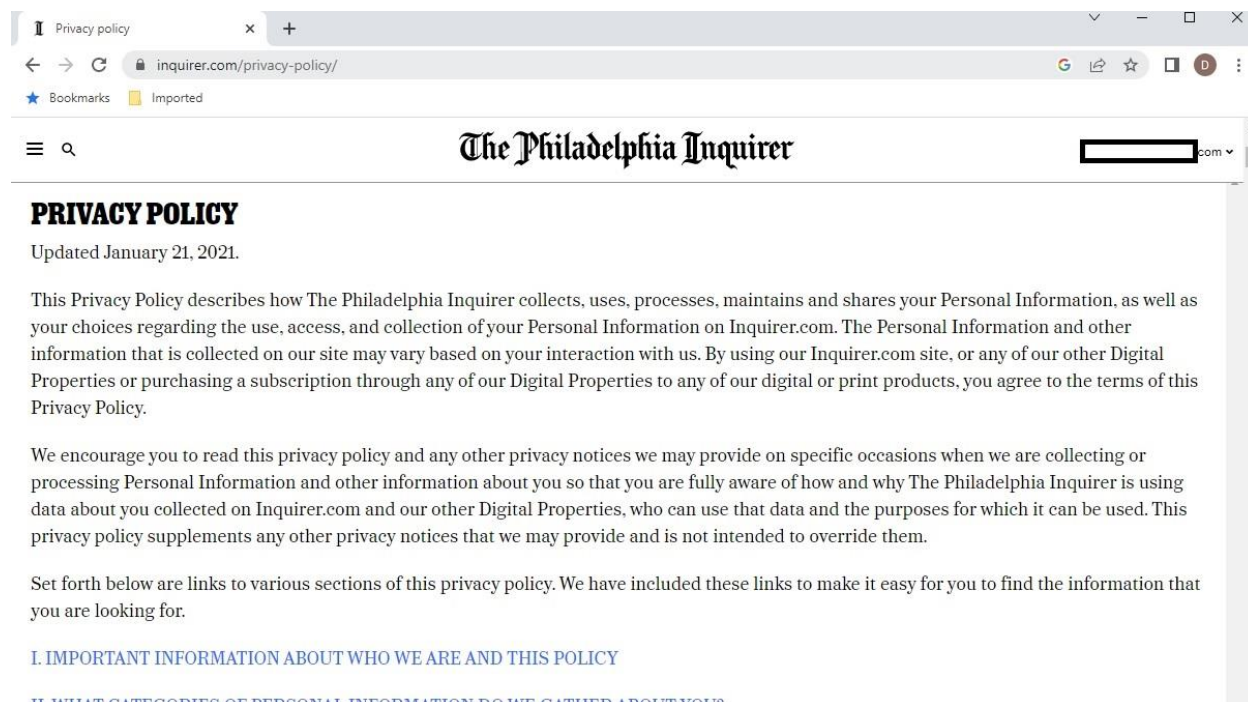 Privacy policy
inquirer.com/privacy-policy/
G
D
Bookmarks
Imported
The Philadelphia Inquirer
com
PRIVACY POLICY
Updated January 21, 2021.
This Privacy Policy describes how The Philadelphia Inquirer collects, uses, processes, maintains and shares your Personal Information, as well as
your choices regarding the use, access, and collection of your Personal Information on Inquirer.com. The Personal Information and other
information that is collected on our site may vary based on your interaction with us. By using our Inquirer.com site, or any of our other Digital
Properties or purchasing a subscription through any of our Digital Properties to any of our digital or print products, you agree to the terms of this
Privacy Policy.
We encourage you to read this privacy policy and any other privacy notices we may provide on specific occasions when we are collecting or
processing Personal Information and other information about you so that you are fully aware of how and why The Philadelphia Inquirer is using
data about you collected on Inquirer.com and our other Digital Properties, who can use that data and the purposes for which it can be used. This
privacy policy supplements any other privacy notices that we may provide and is not intended to override them.
Set forth below are links to various sections of this privacy policy. We have included these links to make it easy for you to find the information that
you are looking for.
I. IMPORTANT INFORMATION ABOUT WHO WE ARE AND THIS POLICY
II. WHAT CATEGORIES OF PERSONAL INFORMATION DO WE GATHER ABOUT YOU?